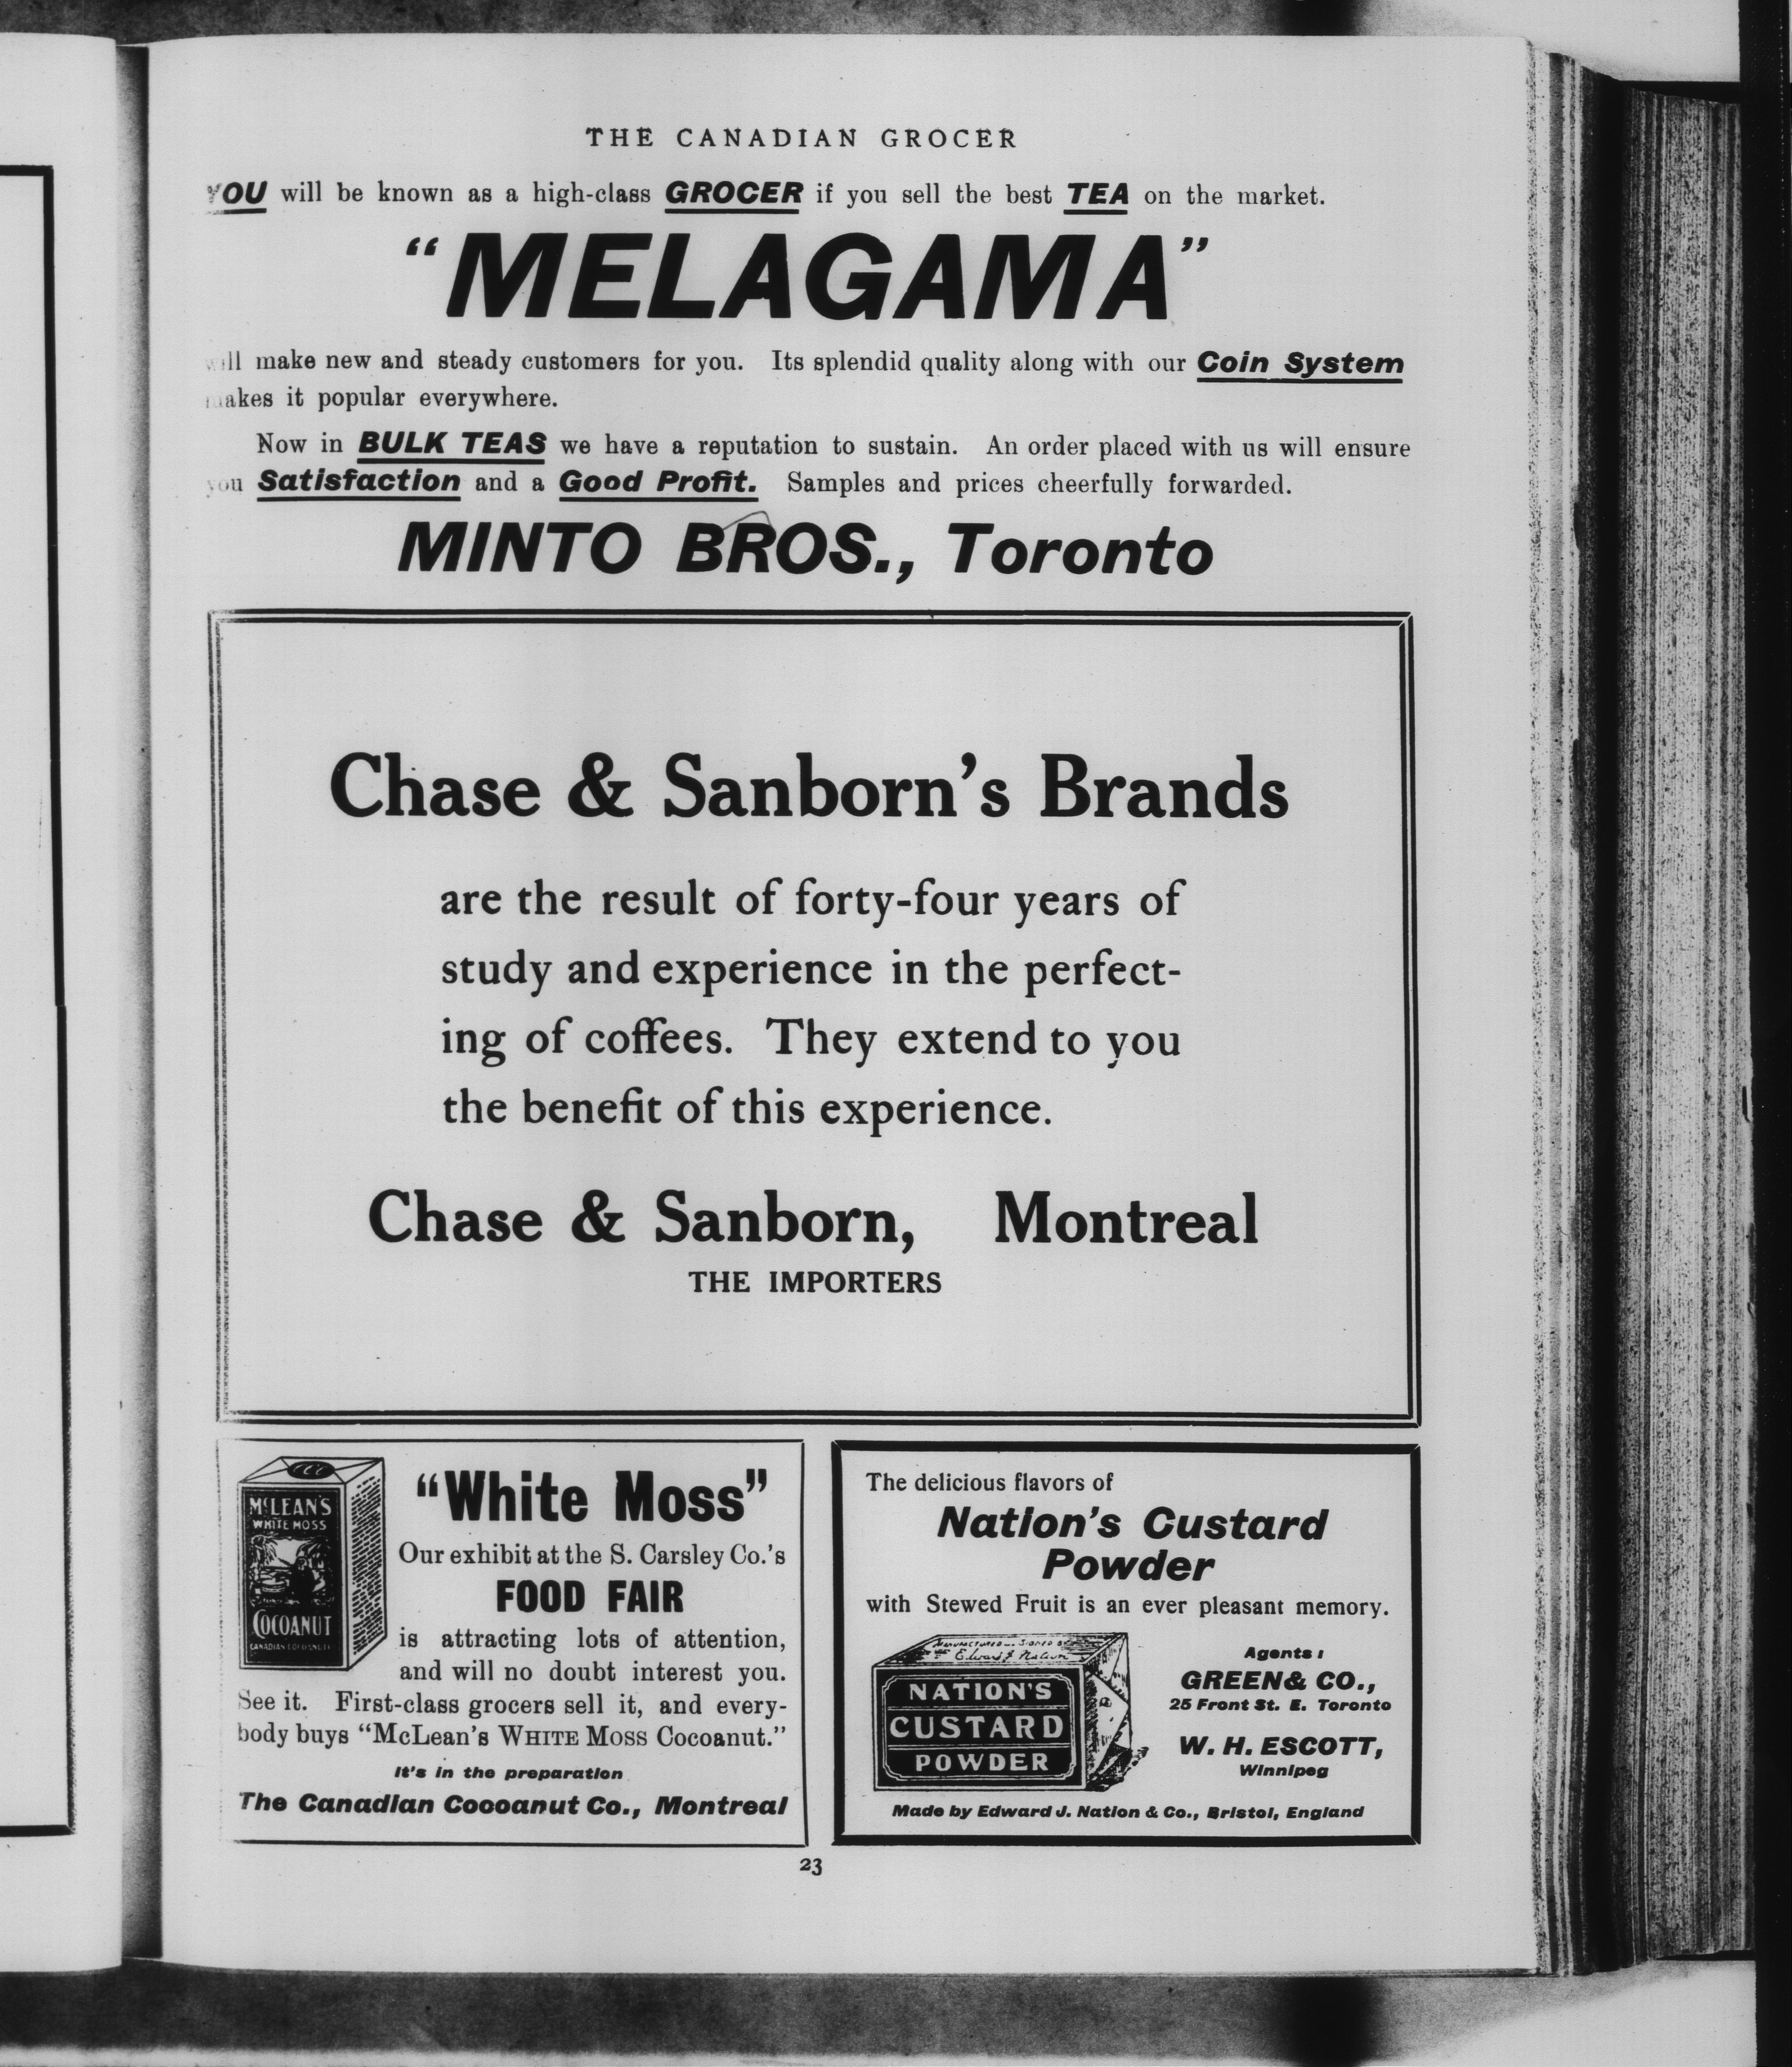 THE CANADIAN GROCER
YOU will be known as a high-class GROCER if you sell the best TEA on the market.
"MELAGAMA"
will make new and steady customers for you. Its splendid quality along with our Coin System
makes it popular everywhere.
Now in BULK TEAS we have a reputation to sustain. An order placed with us will ensure
you Satisfaction and a Good Profit. Samples and prices cheerfully forwarded.
MINTO BROS., Toronto
Chase & Sanborn's Brands
are the result of forty-four years of
study and experience in the perfect-
ing of coffees. They extend to you
the benefit of this experience.
Chase & Sanborn, Montreal
THE IMPORTERS
McLEAN'S
WHITE MOSS
COCOANUT
"White Moss"
Our exhibit at the S. Carsley Co.'s
FOOD FAIR
is attracting lots of attention,
and will no doubt interest you.
See it. First-class grocers sell it, and every-
body buys "McLean's WHITE MOSS Cocoanut."
It's in the preparation
The Canadian Cocoanut Co., Montreal
The delicious flavors of
Nation's Custard
Powder
with Stewed Fruit is an ever pleasant memory.
Edward J. Nation
NATION'S
CUSTARD
POWDER
Agents:
GREEN & CO.,
25 Front St. E. Toronto
W. H. ESCOTT,
Winnipeg
Made by Edward J. Nation & Co., Bristol, England
23